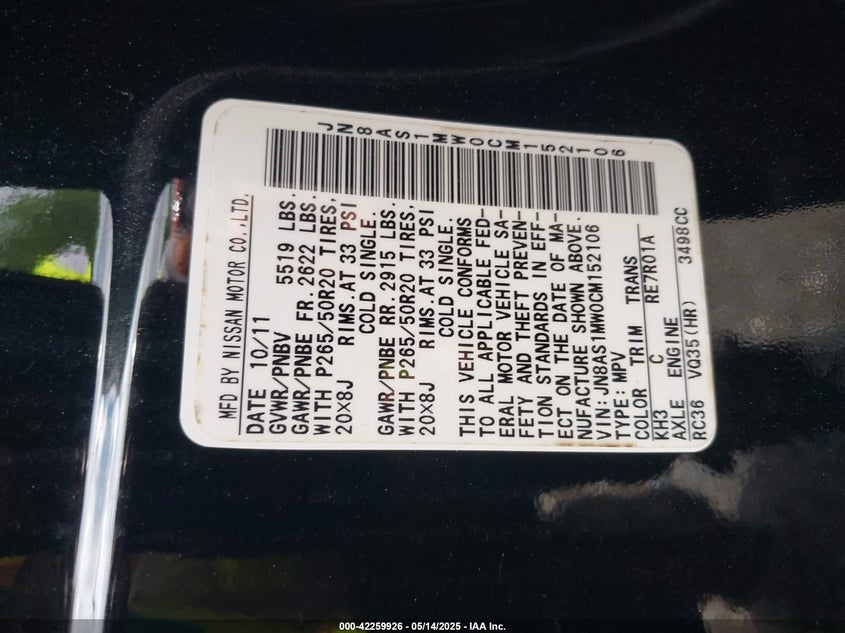 MFD BY NISSAN MOTOR CO.,LTD.
DATE 10/11
GVWR/PNBV 5519 LBS.
GAWR/PNBE FR.2622 LBS.
WITH P265/50R20 TIRES,
20X8J RIMS.AT 33 PSI
COLD SINGLE.
GAWR/PNBE RR.2915 LBS.
WITH P265/50R20 TIRES,
20X8J RIMS.AT 33 PSI
COLD SINGLE.
THIS VEHICLE CONFORMS
TO ALL APPLICABLE FED-
ERAL MOTOR VEHICLE SA-
FETY AND THEFT PREVEN-
TION STANDARDS IN EFF-
ECT ON THE DATE OF MA-
NUFACTURE SHOWN ABOVE.
VIN:JN8AS1MW0CM152106
TYPE:MPV
COLOR TRIM TRANS
KH3 C RE7R01A
AXLE ENGINE
RC36 VQ35(HR) 3498CC
JN8AS1MW0CM152106
000-42259926 - 05/14/2025 - IAA Inc.